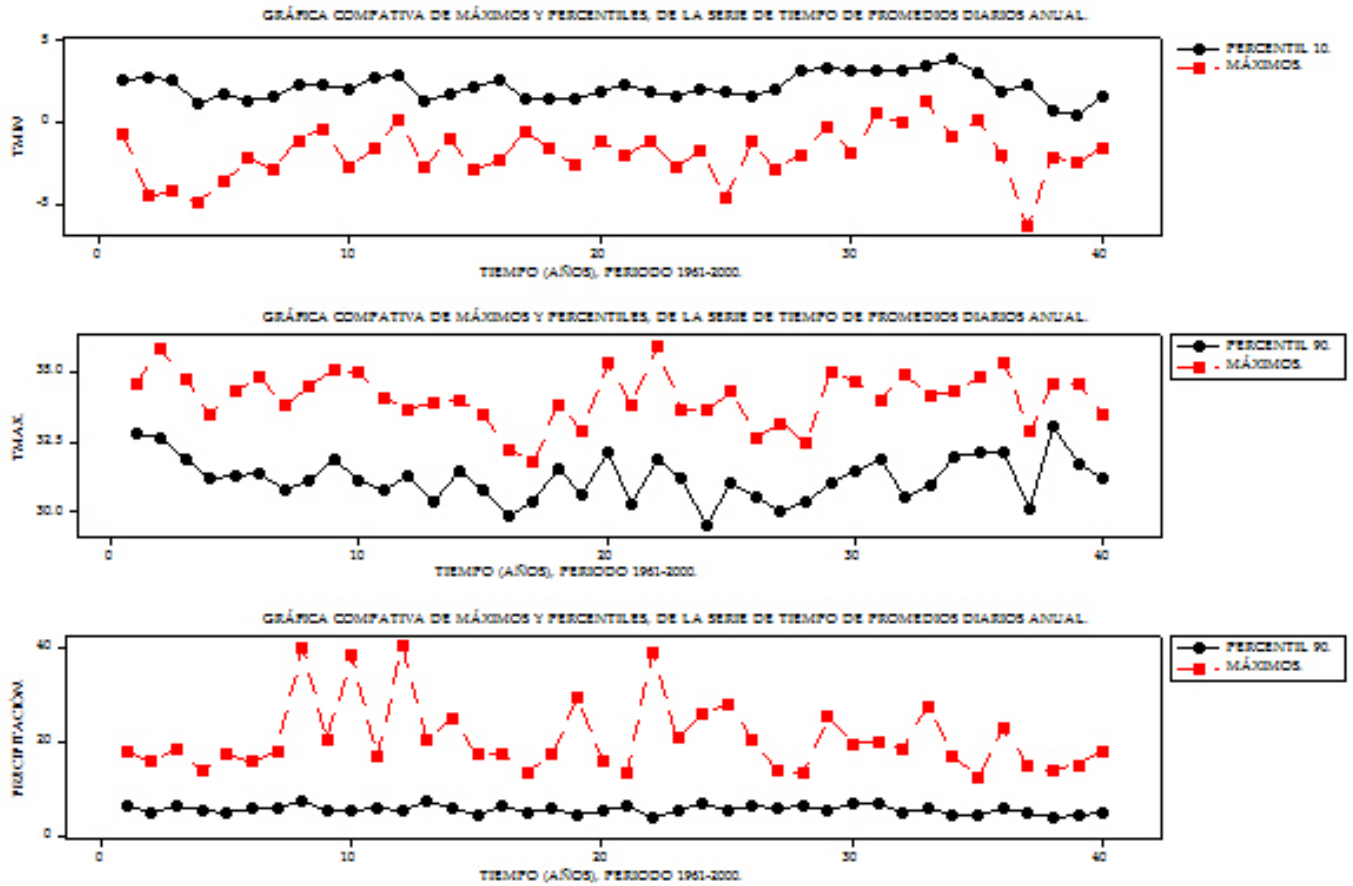 GRÁFICA COMPATIVA DE MÁXIMOS Y PERCENTILES, DE LA SERIE DE TIEMPO DE PROMEDIOS DIARIOS ANUAL.
5
0
-5
TMIN
PERCENTIL 10.
MÁXIMOS.
0 10 20 30 40
TIEMPO (AÑOS), PERIODO 1961-2000.
GRÁFICA COMPATIVA DE MÁXIMOS Y PERCENTILES, DE LA SERIE DE TIEMPO DE PROMEDIOS DIARIOS ANUAL.
35.0
32.5
30.0
TMAX.
PERCENTIL 90.
MÁXIMOS.
0 10 20 30 40
TIEMPO (AÑOS), PERIODO 1961-2000.
GRÁFICA COMPATIVA DE MÁXIMOS Y PERCENTILES, DE LA SERIE DE TIEMPO DE PROMEDIOS DIARIOS ANUAL.
40
20
0
PRECIPITACIÓN.
PERCENTIL 90.
MÁXIMOS.
0 10 20 30 40
TIEMPO (AÑOS), PERIODO 1961-2000.